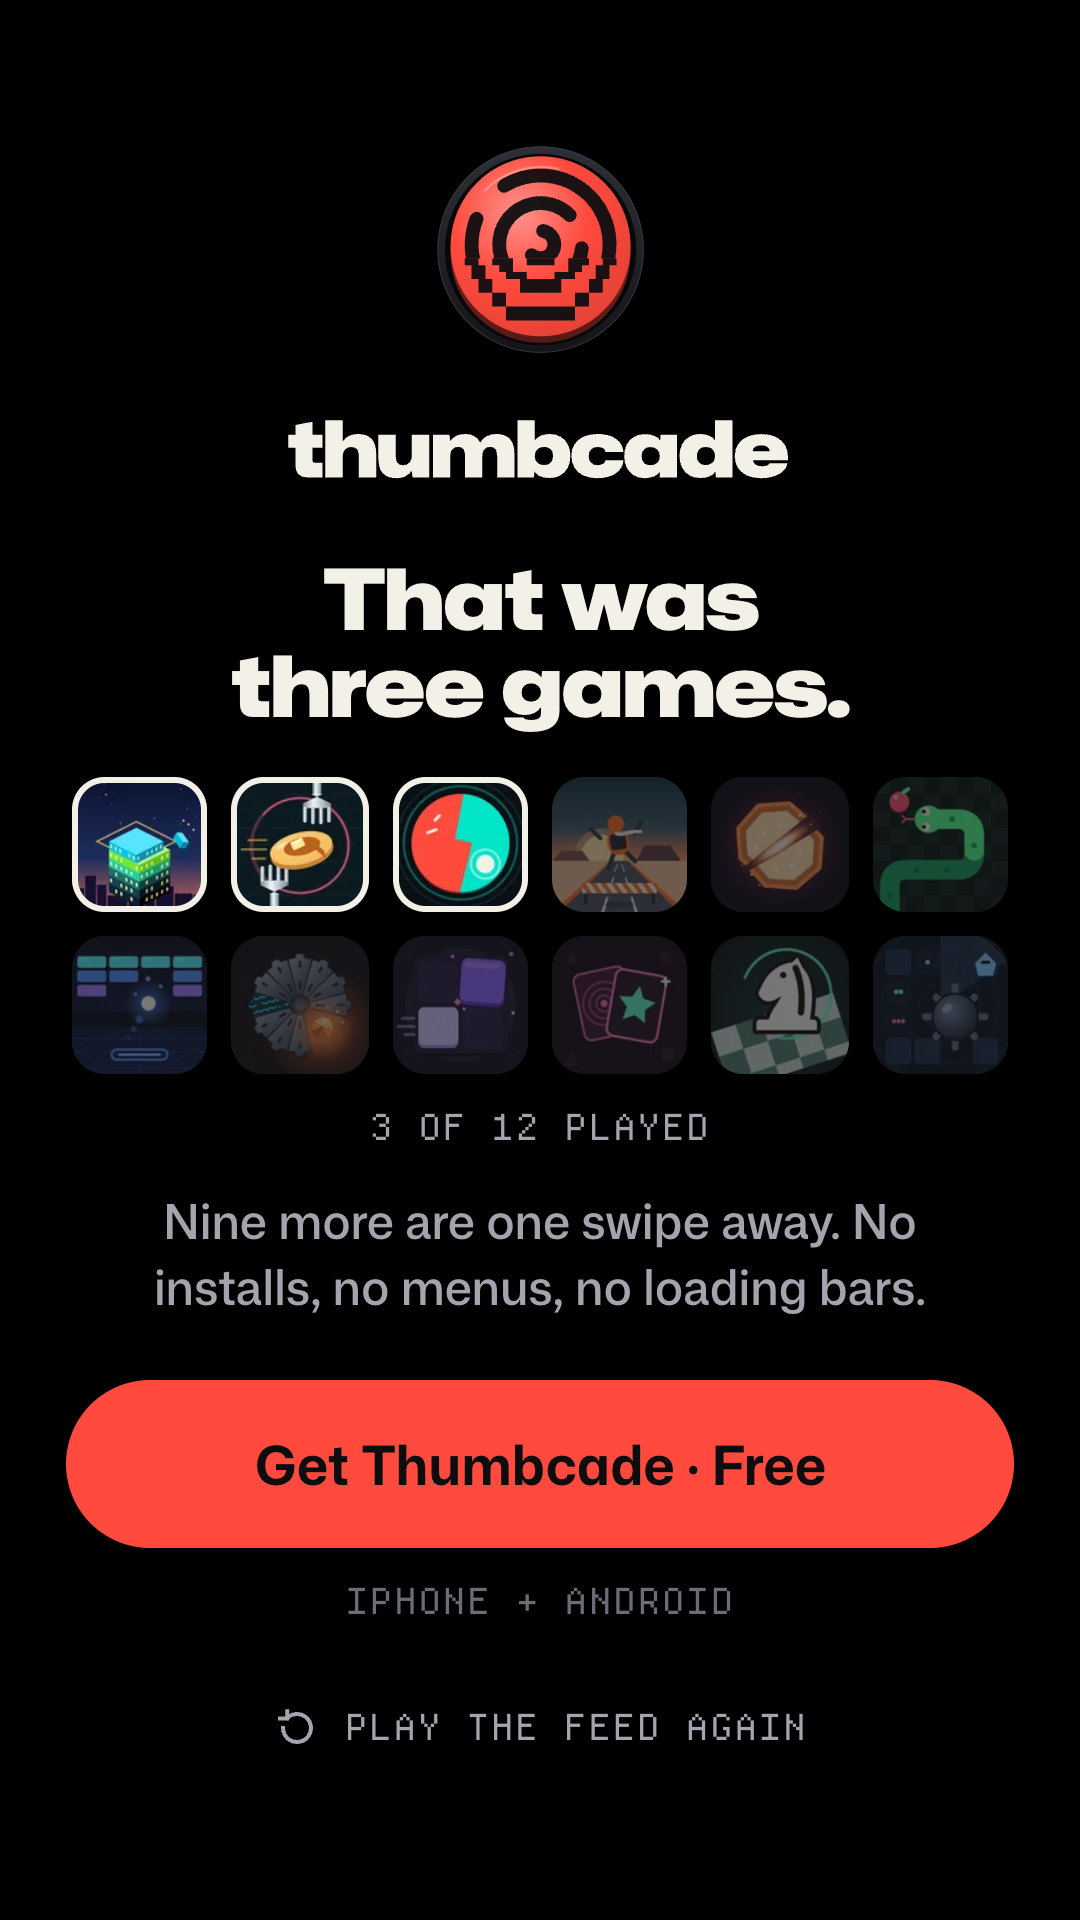 thumbcade
That was
three games.
3 OF 12 PLAYED
Nine more are one swipe away. No
installs, no menus, no loading bars.
Get Thumbcade · Free
IPHONE + ANDROID
PLAY THE FEED AGAIN